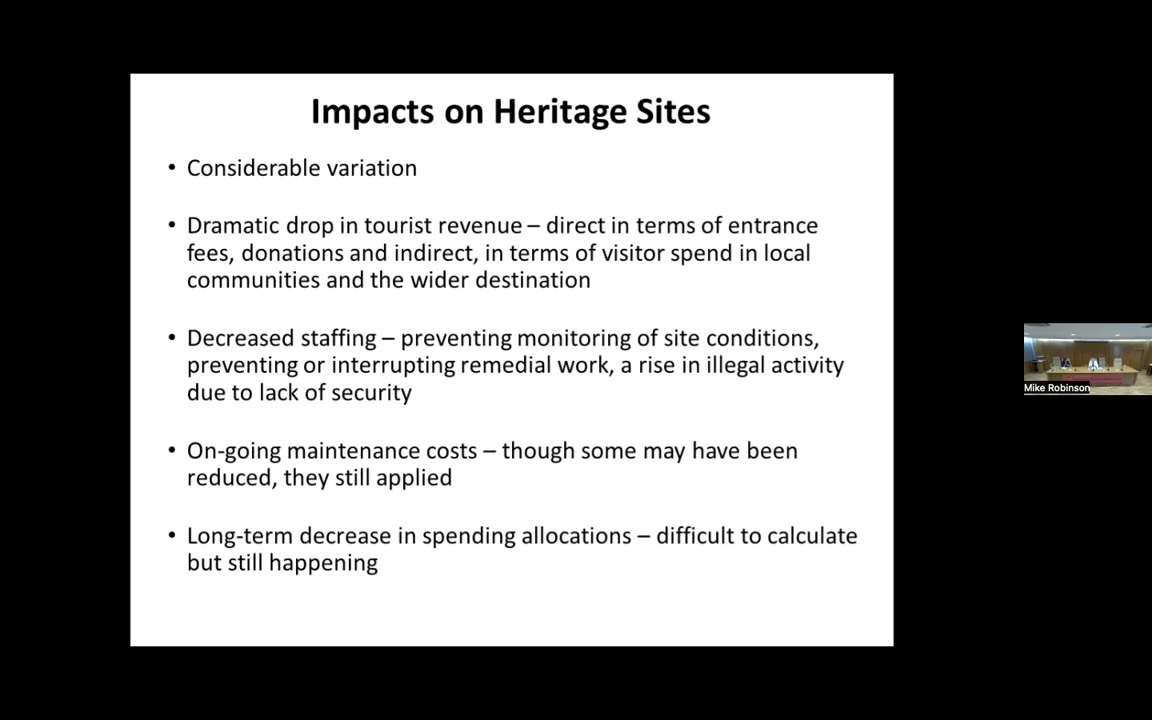 Impacts on Heritage Sites
• Considerable variation
• Dramatic drop in tourist revenue – direct in terms of entrance
fees, donations and indirect, in terms of visitor spend in local
communities and the wider destination
• Decreased staffing – preventing monitoring of site conditions,
preventing or interrupting remedial work, a rise in illegal activity
due to lack of security
• On-going maintenance costs – though some may have been
reduced, they still applied
• Long-term decrease in spending allocations – difficult to calculate
but still happening
Mike Robinson